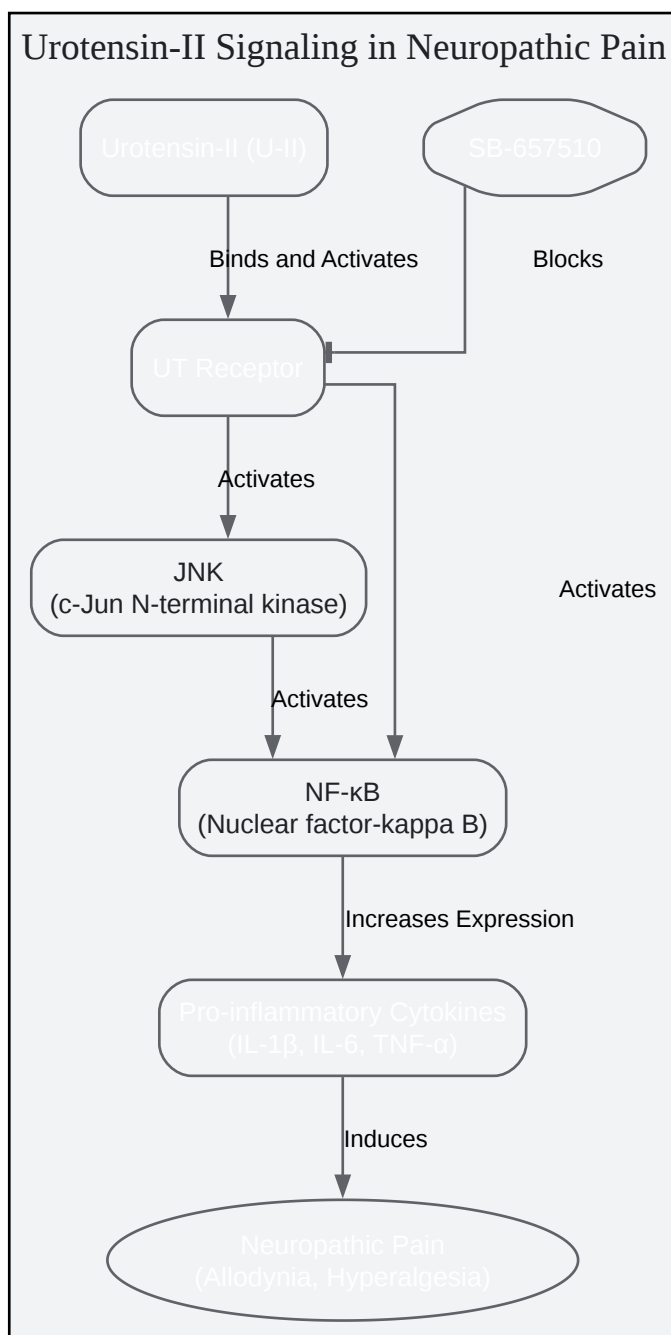 Urotensin-II Signaling in Neuropathic Pain
Urotensin-II (U-II)
SB-657510
Binds and Activates
Blocks
UT Receptor
Activates
JNK
(c-Jun N-terminal kinase)
Activates
Activates
NF-κB
(Nuclear factor-kappa B)
Increases Expression
Pro-inflammatory Cytokines
(IL-1β, IL-6, TNF-α)
Induces
Neuropathic Pain
(Allodynia, Hyperalgesia)